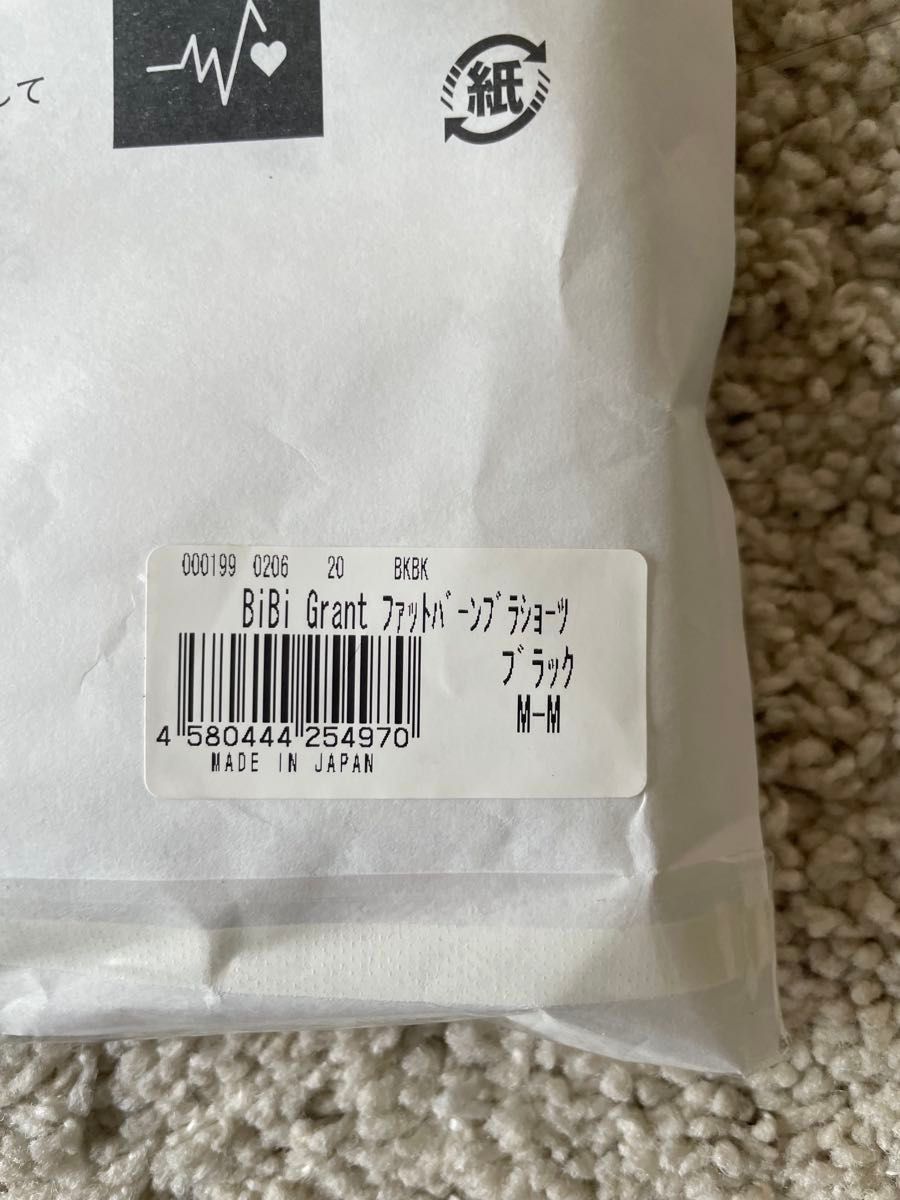 して
紙
000199 0206 20 BKBK
BiBi Grant ﾌｧｯﾄﾊﾞｰﾝﾌﾞﾗｼｮｰﾂ
ﾌﾞﾗｯｸ
M-M
4 580444 254970
MADE IN JAPAN